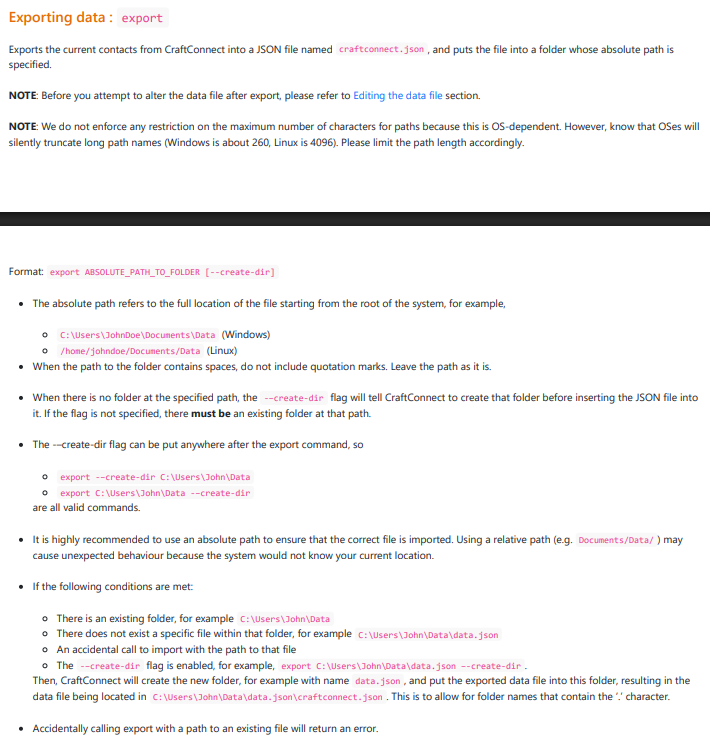 Exporting data : export
Exports the current contacts from CraftConnect into a JSON file named craftconnect.json , and puts the file into a folder whose absolute path is
specified.
NOTE: Before you attempt to alter the data file after export, please refer to Editing the data file section.
NOTE: We do not enforce any restriction on the maximum number of characters for paths because this is OS-dependent. However, know that OSes will
silently truncate long path names (Windows is about 260, Linux is 4096). Please limit the path length accordingly.
Format: export ABSOLUTE_PATH_TO_FOLDER [--create-dir]
• The absolute path refers to the full location of the file starting from the root of the system, for example,
○ C:\Users\JohnDoe\Documents\Data (Windows)
○ /home/johndoe/Documents/Data (Linux)
• When the path to the folder contains spaces, do not include quotation marks. Leave the path as it is.
• When there is no folder at the specified path, the --create-dir flag will tell CraftConnect to create that folder before inserting the JSON file into
it. If the flag is not specified, there must be an existing folder at that path.
• The --create-dir flag can be put anywhere after the export command, so
○ export --create-dir C:\Users\John\Data
○ export C:\Users\John\Data --create-dir
are all valid commands.
• It is highly recommended to use an absolute path to ensure that the correct file is imported. Using a relative path (e.g. Documents/Data/ ) may
cause unexpected behaviour because the system would not know your current location.
• If the following conditions are met:
○ There is an existing folder, for example C:\Users\John\Data
○ There does not exist a specific file within that folder, for example C:\Users\John\Data\data.json
○ An accidental call to import with the path to that file
○ The --create-dir flag is enabled, for example, export C:\Users\John\Data\data.json --create-dir .
Then, CraftConnect will create the new folder, for example with name data.json , and put the exported data file into this folder, resulting in the
data file being located in C:\Users\John\Data\data.json\craftconnect.json . This is to allow for folder names that contain the '.' character.
• Accidentally calling export with a path to an existing file will return an error.